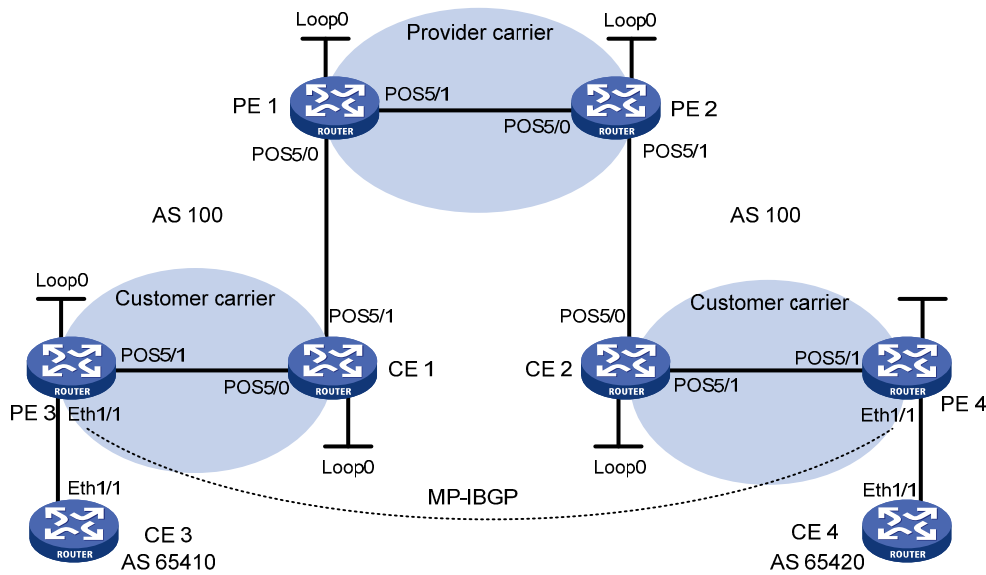 Loop0
Loop0
Provider carrier
PE 1
POS5/1
POS5/0
PE 2
ROUTER
ROUTER
POS5/0
POS5/1
AS 100
AS 100
Loop0
Customer carrier
Customer carrier
POS5/1
POS5/0
POS5/1
POS5/0
CE 1
CE 2
POS5/1
POS5/1
ROUTER
ROUTER
ROUTER
ROUTER
PE 3
Eth1/1
Eth1/1
PE 4
Loop0
Loop0
MP-IBGP
Eth1/1
Eth1/1
ROUTER
CE 3
AS 65410
CE 4
AS 65420
ROUTER